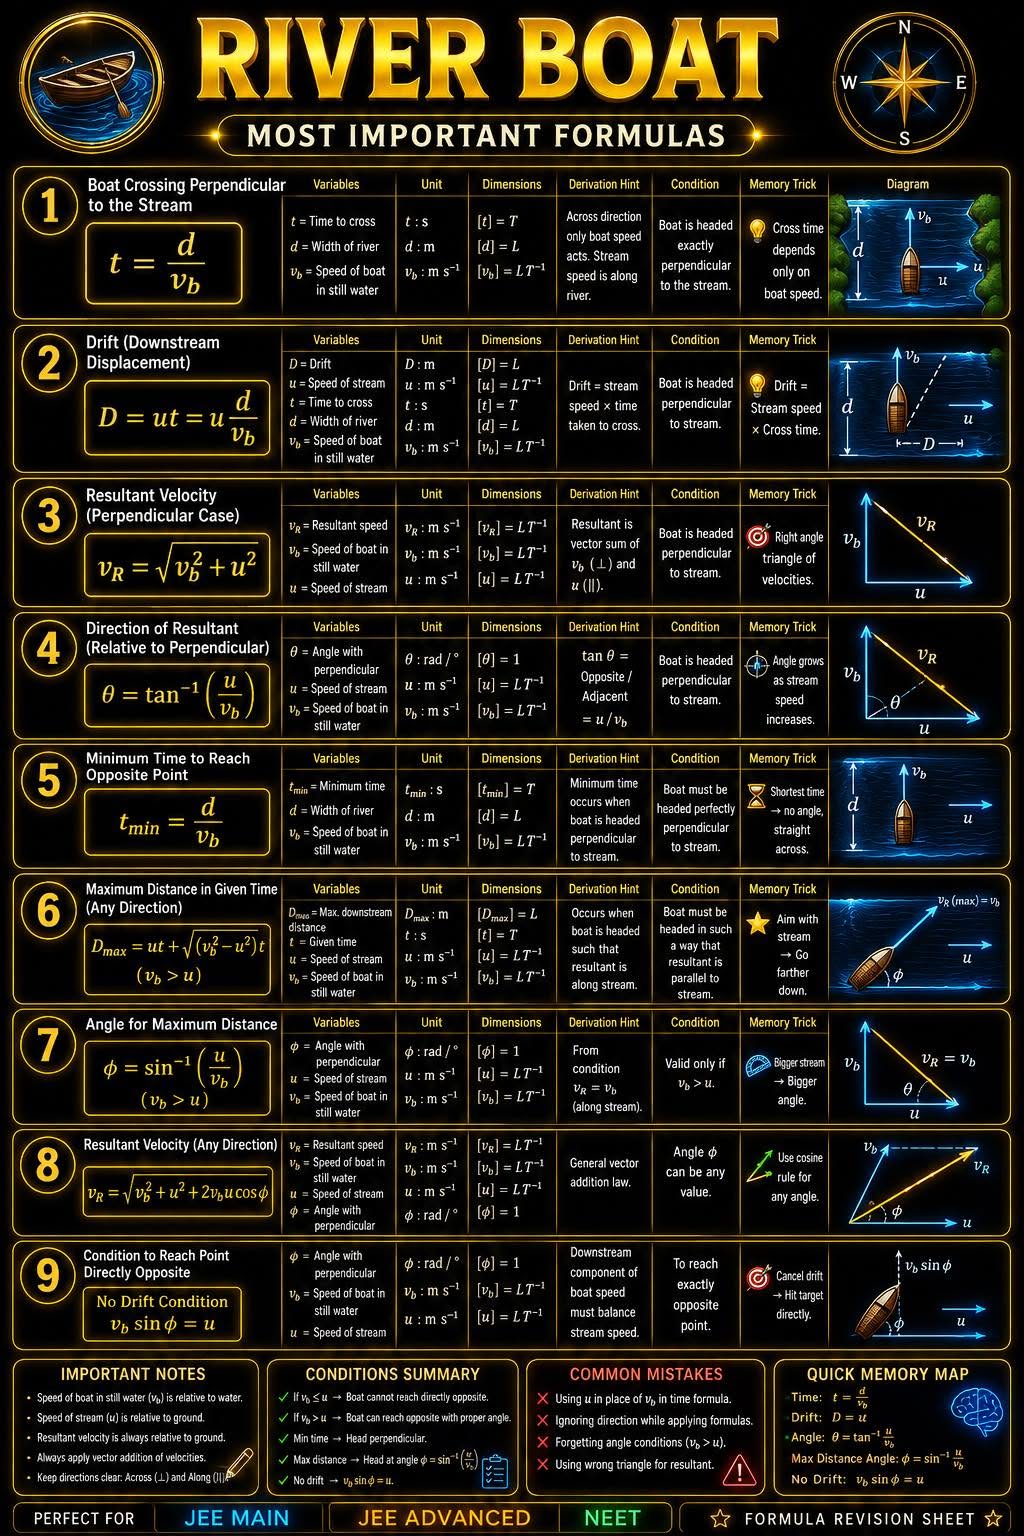 RIVER BOAT
MOST IMPORTANT FORMULAS
N
W
E
S
1
Boat Crossing Perpendicular
to the Stream
t = d/v_b
Variables
t = Time to cross
d = Width of river
v_b = Speed of boat
in still water
Unit
t : s
d : m
v_b : m s⁻¹
Dimensions
[t] = T
[d] = L
[v_b] = L T⁻¹
Derivation Hint
Across direction
only boat speed
acts. Stream
speed is along
river.
Condition
Boat is headed
exactly
perpendicular
to the stream.
Memory Trick
Cross time
depends
only on
boat speed.
Diagram
v_b
d
u
u
2
Drift (Downstream
Displacement)
D = ut = u d/v_b
Variables
D = Drift
u = Speed of stream
t = Time to cross
d = Width of river
v_b = Speed of boat
in still water
Unit
D : m
u : m s⁻¹
t : s
d : m
v_b : m s⁻¹
Dimensions
[D] = L
[u] = L T⁻¹
[t] = T
[d] = L
[v_b] = L T⁻¹
Derivation Hint
Drift = stream
speed × time
taken to cross.
Condition
Boat is headed
perpendicular
to stream.
Memory Trick
Drift =
Stream speed
× Cross time.
v_b
d
u
D
3
Resultant Velocity
(Perpendicular Case)
v_R = √(v_b² + u²)
Variables
v_R = Resultant speed
v_b = Speed of boat in
still water
u = Speed of stream
Unit
v_R : m s⁻¹
v_b : m s⁻¹
u : m s⁻¹
Dimensions
[v_R] = L T⁻¹
[v_b] = L T⁻¹
[u] = L T⁻¹
Derivation Hint
Resultant is
vector sum of
v_b (⊥) and
u (||).
Condition
Boat is headed
perpendicular
to stream.
Memory Trick
Right angle
triangle of
velocities.
v_b
v_R
u
4
Direction of Resultant
(Relative to Perpendicular)
θ = tan⁻¹ (u/v_b)
Variables
θ = Angle with
perpendicular
u = Speed of stream
v_b = Speed of boat in
still water
Unit
θ : rad / °
u : m s⁻¹
v_b : m s⁻¹
Dimensions
[θ] = 1
[u] = L T⁻¹
[v_b] = L T⁻¹
Derivation Hint
tan θ =
Opposite /
Adjacent
= u / v_b
Condition
Boat is headed
perpendicular
to stream.
Memory Trick
Angle grows
as stream
speed
increases.
v_b
v_R
θ
u
5
Minimum Time to Reach
Opposite Point
t_min = d/v_b
Variables
t_min = Minimum time
d = Width of river
v_b = Speed of boat in
still water
Unit
t_min : s
d : m
v_b : m s⁻¹
Dimensions
[t_min] = T
[d] = L
[v_b] = L T⁻¹
Derivation Hint
Minimum time
occurs when
boat is headed
perpendicular
to stream.
Condition
Boat must be
headed perfectly
perpendicular
to stream.
Memory Trick
Shortest time
→ no angle,
straight
across.
v_b
d
u
6
Maximum Distance in Given Time
(Any Direction)
D_max = ut + √(v_b² − u²) t
(v_b > u)
Variables
= Max. downstream
distance
t = Given time
u = Speed of stream
v_b = Speed of boat in
still water
Unit
D_max : m
t : s
u : m s⁻¹
v_b : m s⁻¹
Dimensions
[D_max] = L
[t] = T
[u] = L T⁻¹
[v_b] = L T⁻¹
Derivation Hint
Occurs when
boat is headed
such that
resultant is
along stream.
Condition
Boat must be
headed in such
a way that
resultant is
parallel to
stream.
Memory Trick
Aim with
stream
→ Go
farther
down.
v_R (max) = v_b
u
ϕ
7
Angle for Maximum Distance
ϕ = sin⁻¹ (u/v_b)
(v_b > u)
Variables
ϕ = Angle with
perpendicular
u = Speed of stream
v_b = Speed of boat in
still water
Unit
ϕ : rad / °
u : m s⁻¹
v_b : m s⁻¹
Dimensions
[ϕ] = 1
[u] = L T⁻¹
[v_b] = L T⁻¹
Derivation Hint
From
condition
v_R = v_b
(along stream).
Condition
Valid only if
v_b > u.
Memory Trick
Bigger stream
→ Bigger
angle.
v_b
v_R = v_b
θ
u
8
Resultant Velocity (Any Direction)
v_R = √(v_b² + u² + 2v_b u cos ϕ)
v_R = Resultant speed
v_b = Speed of boat in
still water
u = Speed of stream
ϕ = Angle with
perpendicular
v_R : m s⁻¹
v_b : m s⁻¹
u : m s⁻¹
ϕ : rad / °
[v_R] = L T⁻¹
[v_b] = L T⁻¹
[u] = L T⁻¹
[ϕ] = 1
General vector
addition law.
Angle ϕ
can be any
value.
Use cosine
rule for
any angle.
v_b
v_R
ϕ
u
9
Condition to Reach Point
Directly Opposite
No Drift Condition
v_b sin ϕ = u
ϕ = Angle with
perpendicular
v_b = Speed of boat in
still water
u = Speed of stream
ϕ : rad / °
v_b : m s⁻¹
u : m s⁻¹
[ϕ] = 1
[v_b] = L T⁻¹
[u] = L T⁻¹
Downstream
component of
boat speed
must balance
stream speed.
To reach
exactly
opposite
point.
Cancel drift
→ Hit target
directly.
v_b sin ϕ
ϕ
u
IMPORTANT NOTES
• Speed of boat in still water (v_b) is relative to water.
• Speed of stream (u) is relative to ground.
• Resultant velocity is always relative to ground.
• Always apply vector addition of velocities.
• Keep directions clear: Across (⊥) and Along (||).
CONDITIONS SUMMARY
✓ If v_b ≤ u → Boat cannot reach directly opposite.
✓ If v_b > u → Boat can reach opposite with proper angle.
✓ Min time → Head perpendicular.
✓ Max distance → Head at angle ϕ = sin⁻¹ (u/v_b)
✓ No drift → v_b sin ϕ = u.
COMMON MISTAKES
✗ Using u in place of v_b in time formula.
✗ Ignoring direction while applying formulas.
✗ Forgetting angle conditions (v_b > u).
✗ Using wrong triangle for resultant.
QUICK MEMORY MAP
• Time: t = d/v_b
• Drift: D = u
• Angle: θ = tan⁻¹ u/v_b
Max Distance Angle: ϕ = sin⁻¹ u/v_b
No Drift: v_b sin ϕ = u
PERFECT FOR
JEE MAIN
JEE ADVANCED
NEET
FORMULA REVISION SHEET